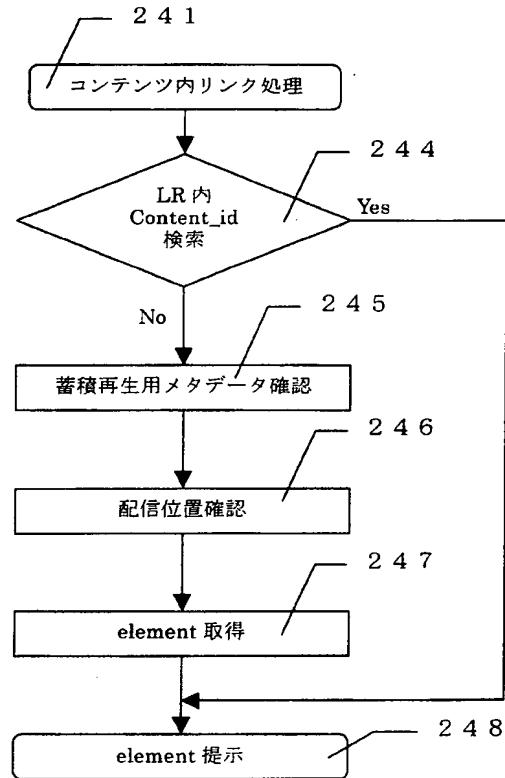 ２４１
コンテンツ内リンク処理
２４４
LR 内
Content_id
検索
Yes
No
２４５
蓄積再生用メタデータ確認
２４６
配信位置確認
２４７
element 取得
２４８
element 提示